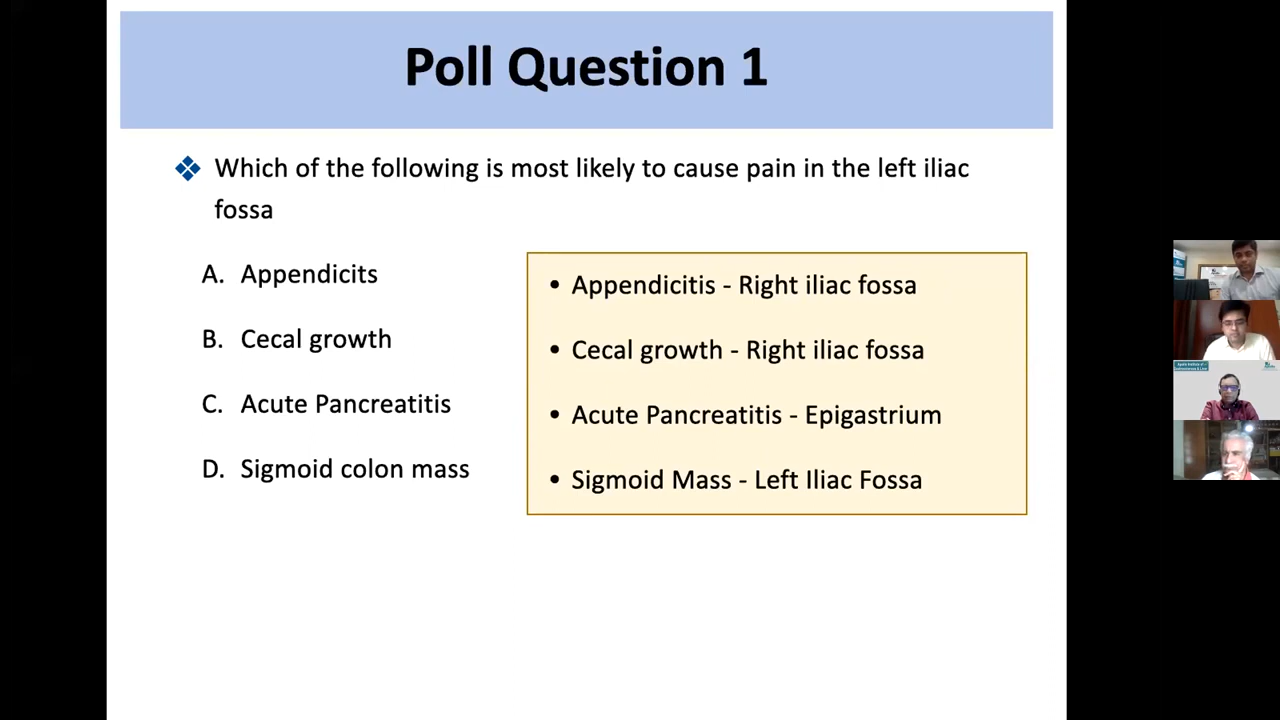 Poll Question 1
Which of the following is most likely to cause pain in the left iliac
fossa
A. Appendicits
B. Cecal growth
C. Acute Pancreatitis
D. Sigmoid colon mass
• Appendicitis - Right iliac fossa
• Cecal growth - Right iliac fossa
• Acute Pancreatitis - Epigastrium
• Sigmoid Mass - Left Iliac Fossa